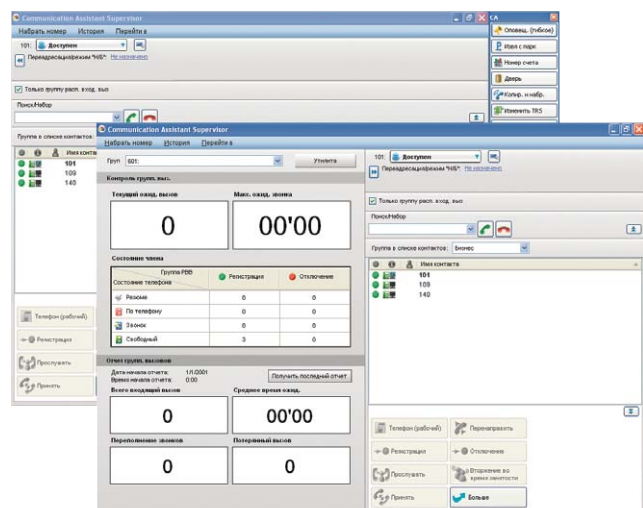 Communication Assistant Supervisor
Набрать номер История Перейти в
101: Доступен
Переадресация/режим "Н/Б": Не назначено
Только группу расп. вход. выз
Поиск/Набор
Группа в списке контактов
Имя конта
101
109
140
Телефон (рабочий)
Регистрация
Прослушать
Принять
CA
Оповещ. (гибкое)
Извл с парк
Номер счета
Дверь
Копир. и набр.
Изменить TRS
Communication Assistant Supervisor
Набрать номер История Перейти в
Груп 601: Утилита
Контроль групп. выз.
Текущий ожид. вызов Макс. ожид. звонка
0 00'00
Состояние члена
Группа РВВ Регистрация Отключение
Состояние телефона
Резюме 0 0
По телефону 0 0
Звонок 0 0
Свободный 3 0
Отчет групп. вызовов
Дата начала отчета: 1/1/2001
Время начала отчета: 0:00
Получить последний отчет
Всего входящий вызов Среднее время ожид.
0 00'00
Переполнение звонков Потерянный вызов
0 0
101: Доступен
Переадресация/режим "Н/Б": Не назначено
Только группу расп. вход. выз
Поиск/Набор
Группа в списке контактов: Бизнес
Имя контакта
101
109
140
Телефон (рабочий) Перенаправить
Регистрация Отключение
Прослушать Вторжение во
время занятости
Принять Больше